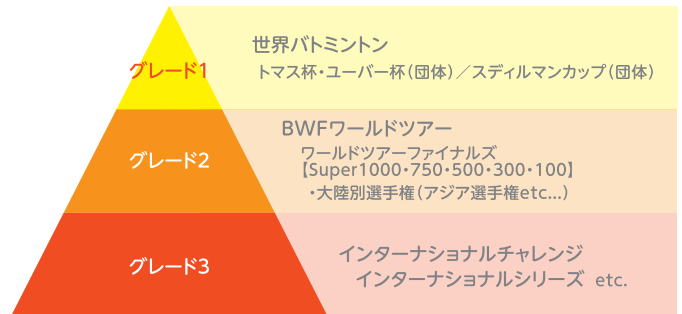 グレード1
世界バトミントン
トマス杯・ユーバー杯（団体）／スディルマンカップ（団体）
グレード2
BWFワールドツアー
ワールドツアーファイナルズ
【Super1000・750・500・300・100】
・大陸別選手権（アジア選手権etc...）
グレード3
インターナショナルチャレンジ
インターナショナルシリーズ etc.